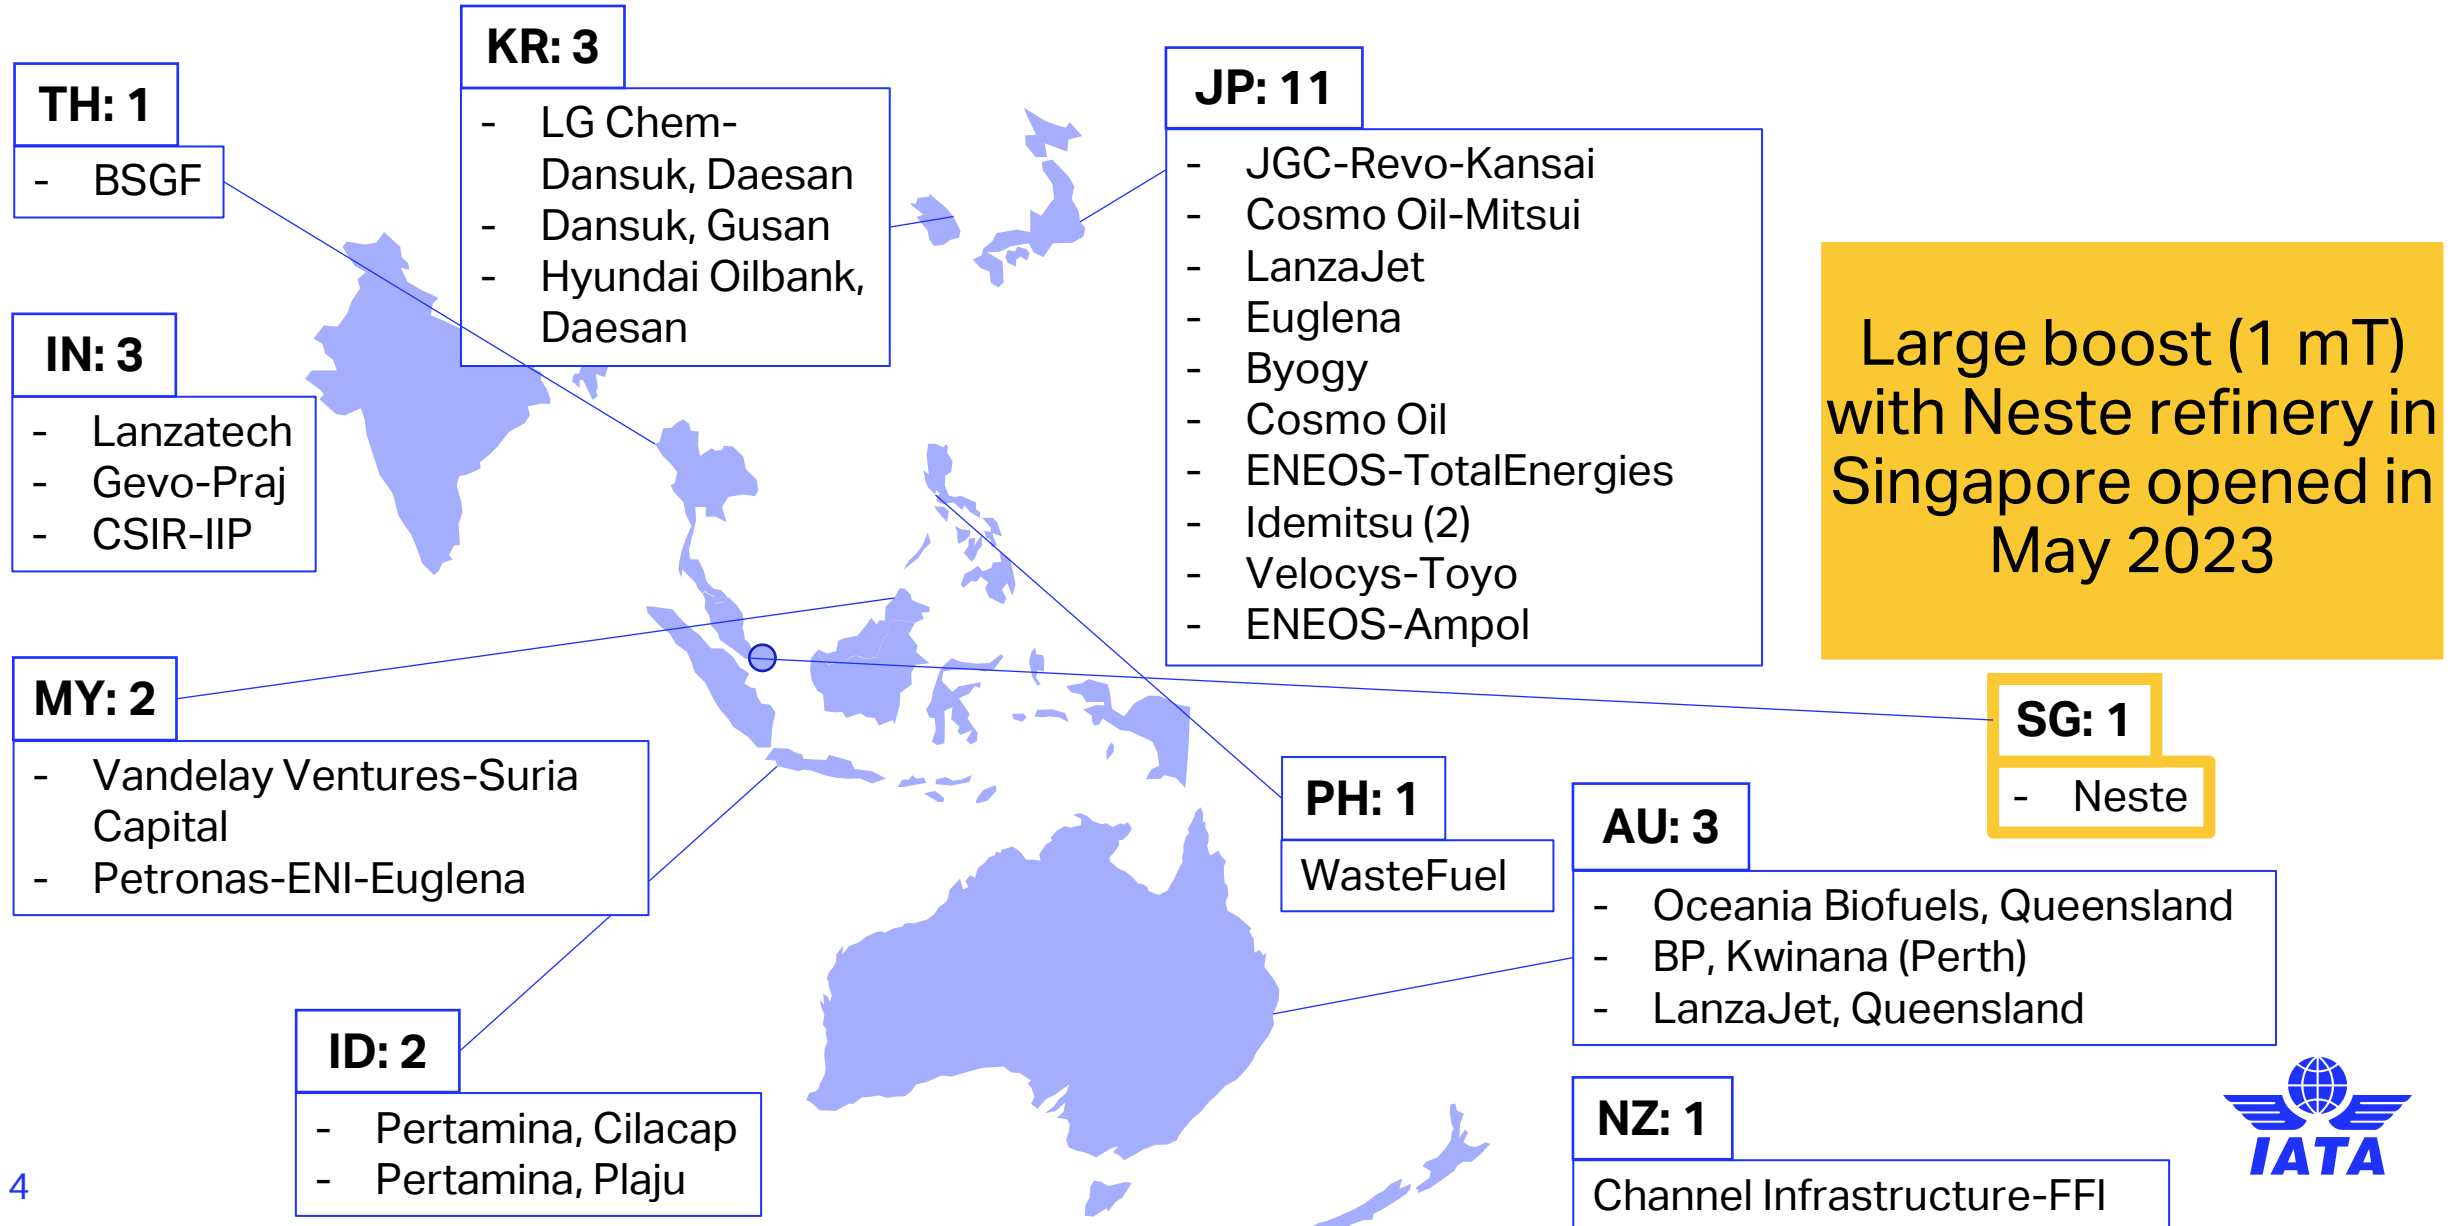 KR: 3
- LG Chem-
Dansuk, Daesan
- Dansuk, Gusan
- Hyundai Oilbank,
Daesan
TH: 1
- BSGF
JP: 11
- JGC-Revo-Kansai
- Cosmo Oil-Mitsui
- LanzaJet
- Euglena
- Byogy
- Cosmo Oil
- ENEOS-TotalEnergies
- Idemitsu (2)
- Velocys-Toyo
- ENEOS-Ampol
Large boost (1 mT)
with Neste refinery in
Singapore opened in
May 2023
IN: 3
- Lanzatech
- Gevo-Praj
- CSIR-IIP
MY: 2
- Vandelay Ventures-Suria
Capital
- Petronas-ENI-Euglena
SG: 1
- Neste
PH: 1
WasteFuel
AU: 3
- Oceania Biofuels, Queensland
- BP, Kwinana (Perth)
- LanzaJet, Queensland
ID: 2
- Pertamina, Cilacap
- Pertamina, Plaju
NZ: 1
Channel Infrastructure-FFI
IATA
4